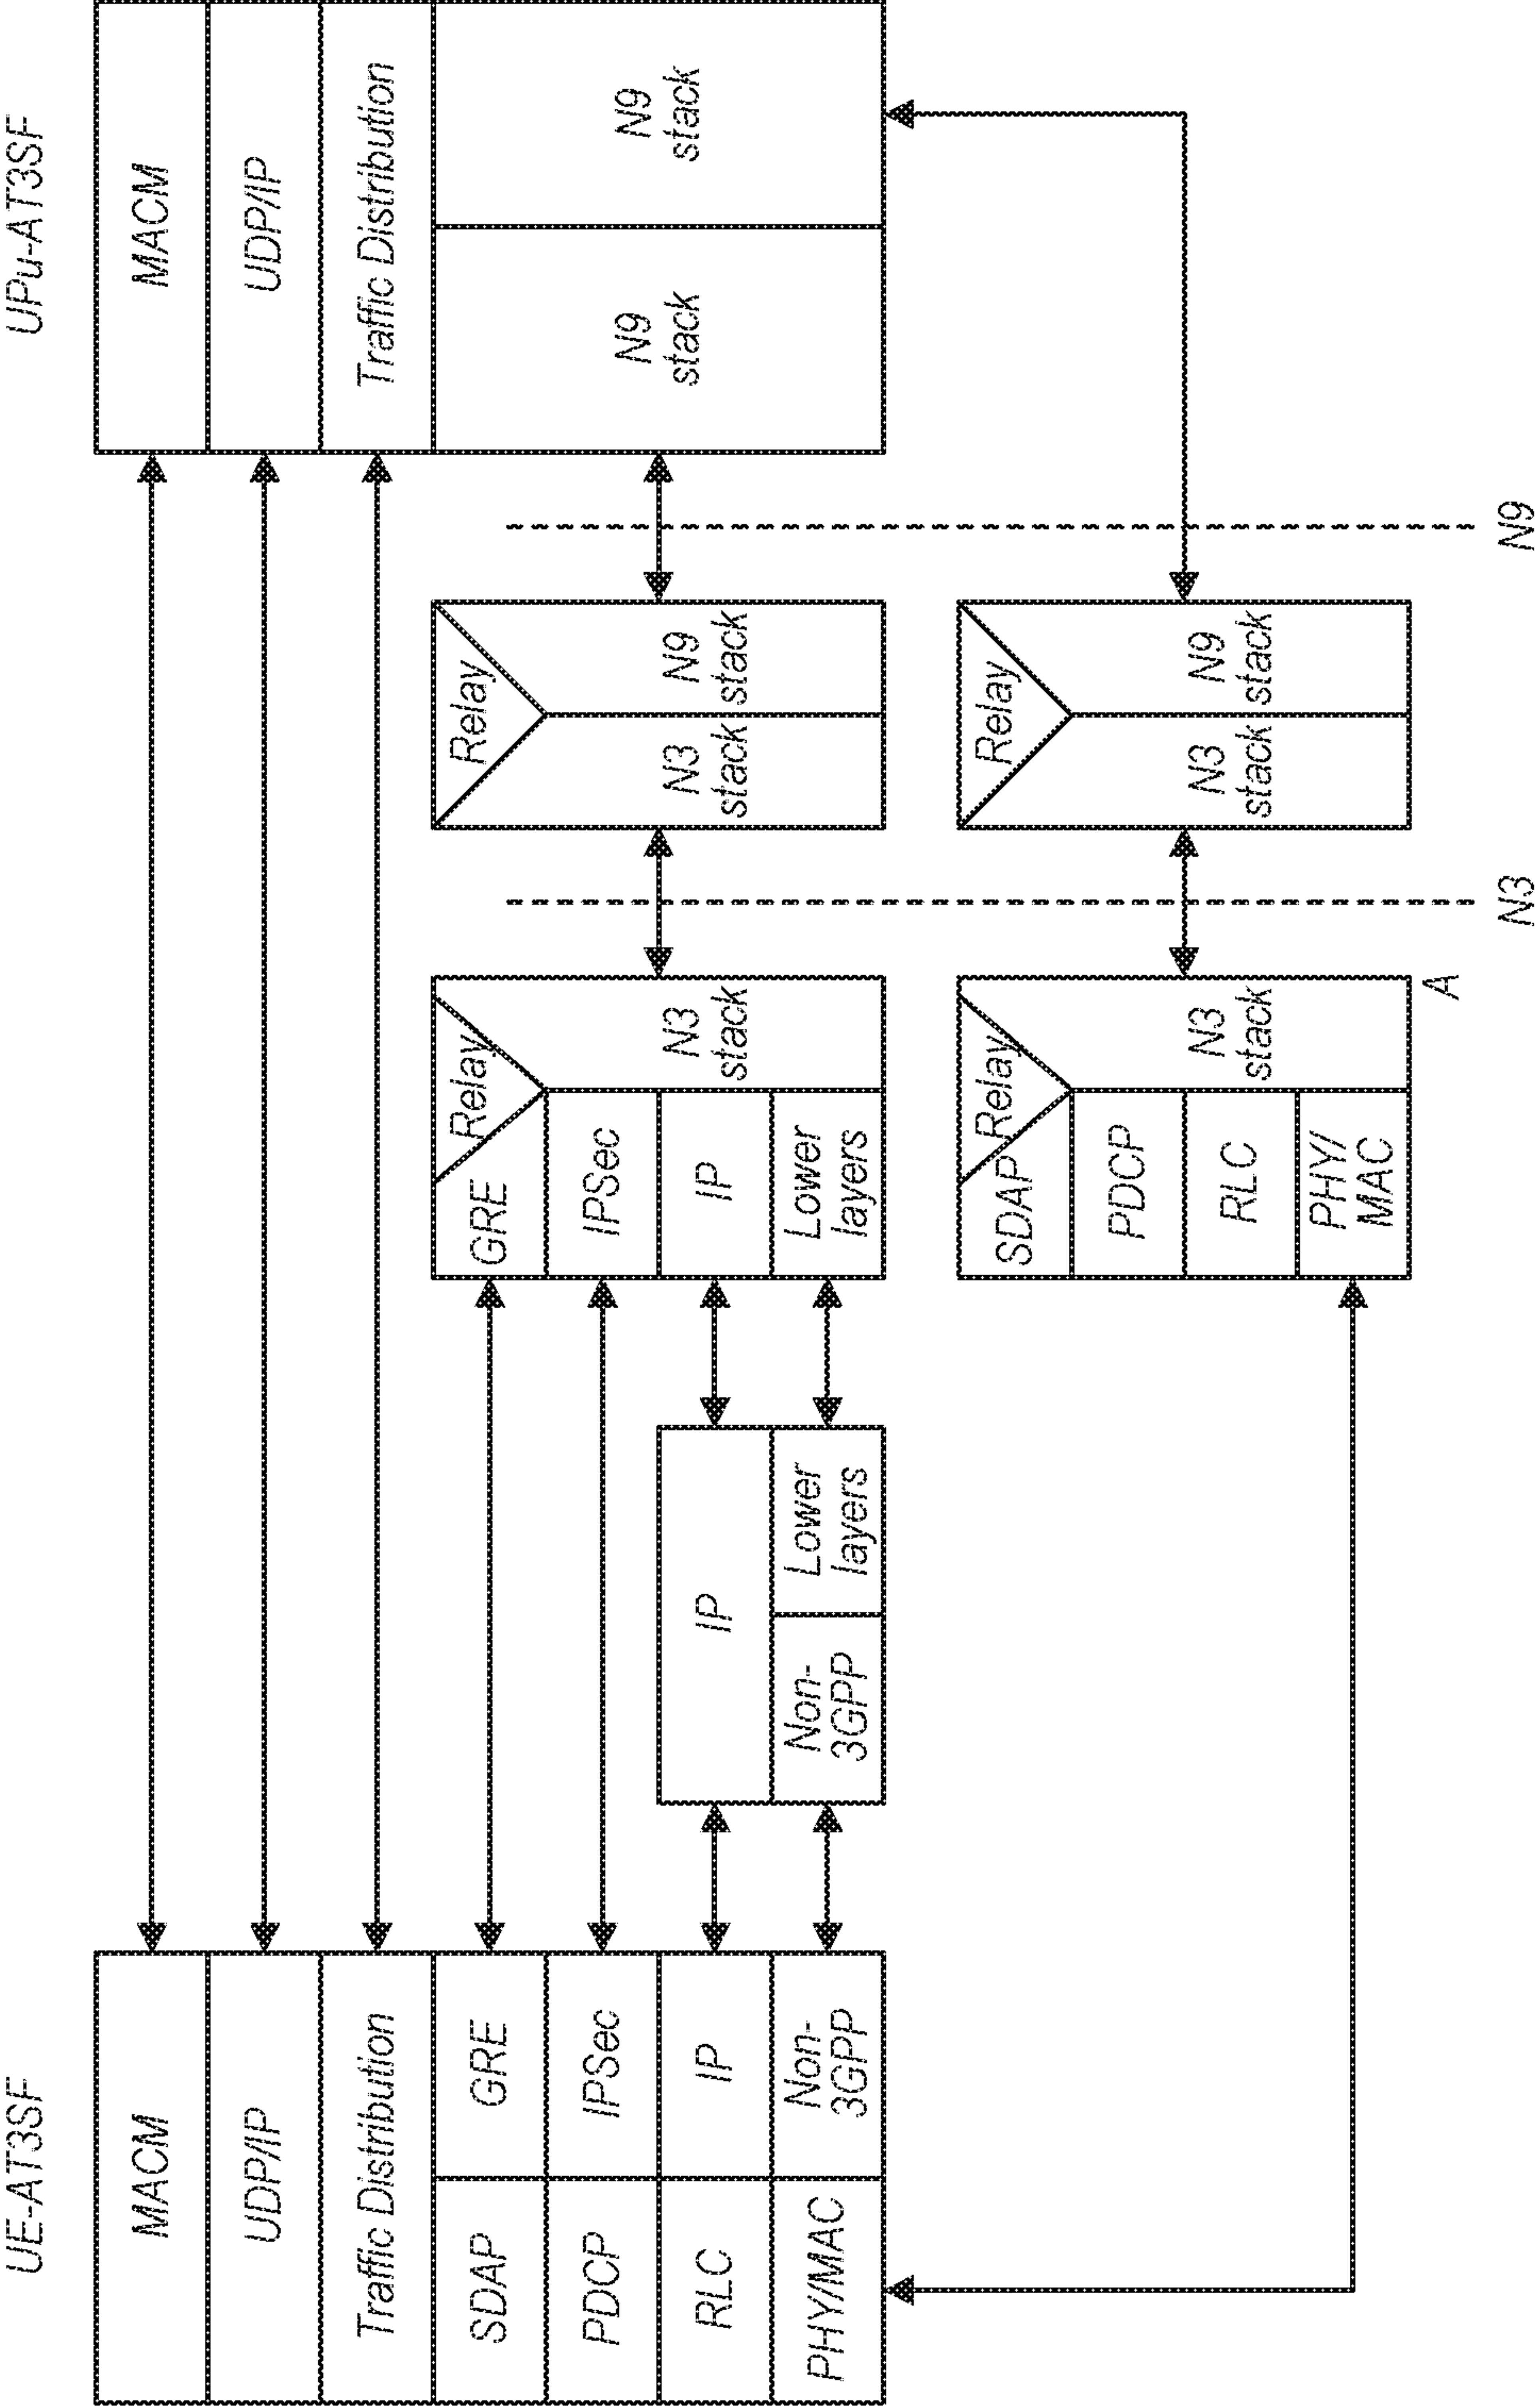 UE-AT3SF
UPu-AT3SF
MACM
MACM
UDP/IP
UDP/IP
Traffic Distribution
Traffic Distribution
SDAP
GRE
GRE
Relay
Relay
N9
stack
N9
stack
PDCP
IPSec
IPSec
RLC
IP
IP
IP
N3
stack
N3
stack
N9
stack
PHY/MAC
Non-
3GPP
Non-
3GPP
Lower
layers
Lower
layers
SDAP
Relay
Relay
PDCP
RLC
N3
stack
N3
stack
N9
stack
PHY/
MAC
A
N3
N9